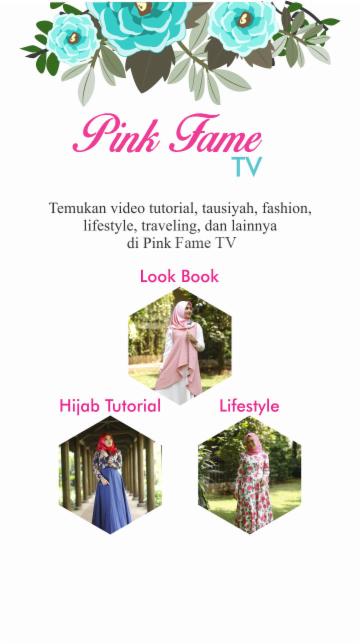 Pink Fame
TV
Temukan video tutorial, tausiyah, fashion,
lifestyle, traveling, dan lainnya
di Pink Fame TV
Look Book
Hijab Tutorial
Lifestyle